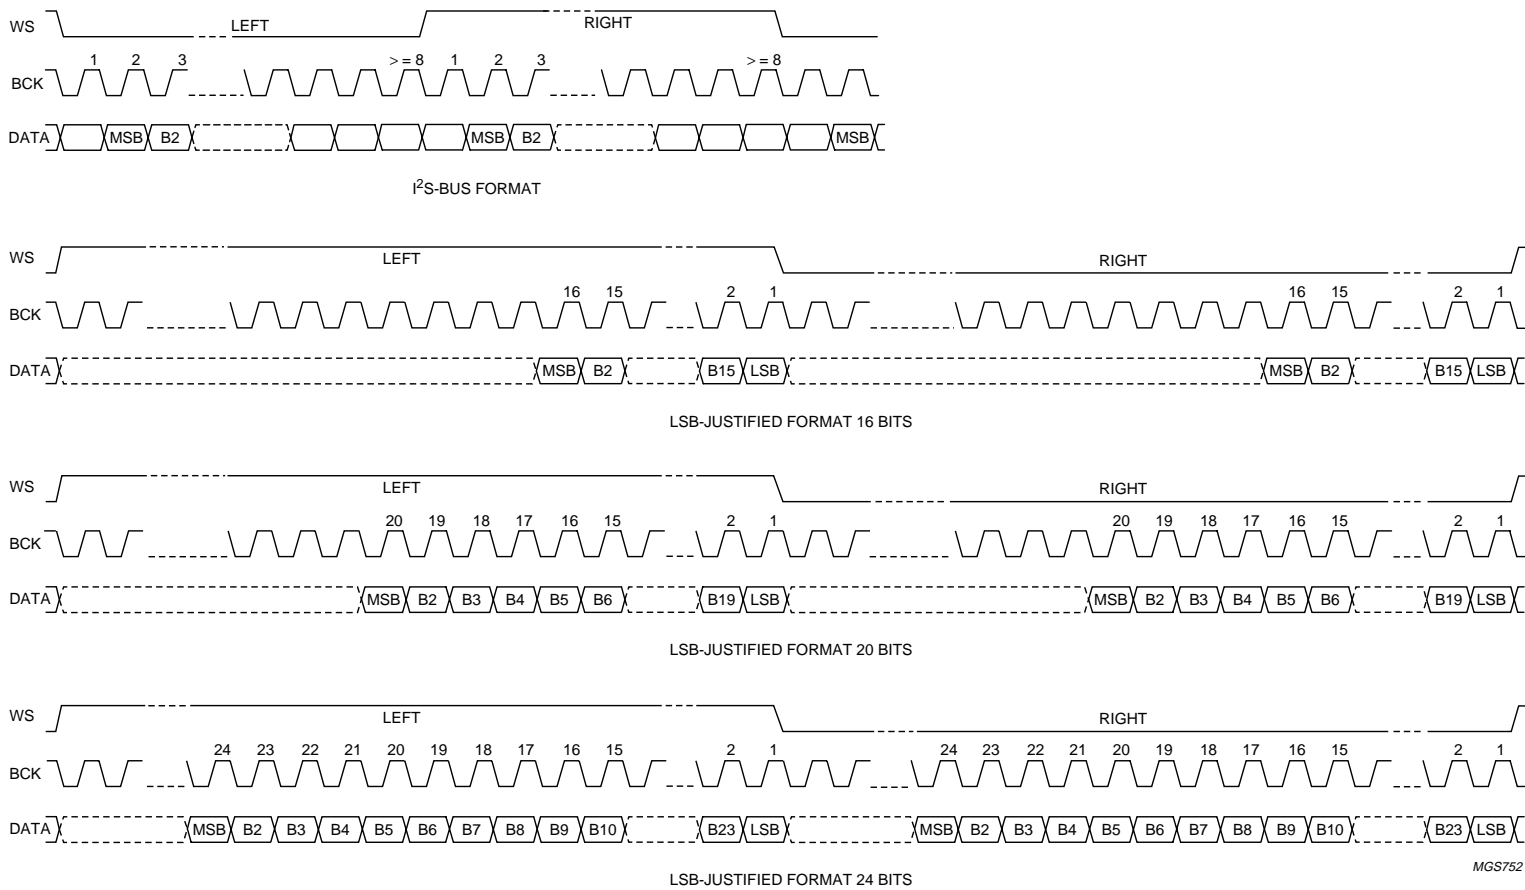 WS LEFT RIGHT
1 2 3 > = 8 1 2 3 > = 8
BCK
DATA MSB B2 MSB B2 MSB
I²S-BUS FORMAT
WS LEFT RIGHT
16 15 2 1 16 15 2 1
BCK
DATA MSB B2 B15 LSB MSB B2 B15 LSB
LSB-JUSTIFIED FORMAT 16 BITS
WS LEFT RIGHT
20 19 18 17 16 15 2 1 20 19 18 17 16 15 2 1
BCK
DATA MSB B2 B3 B4 B5 B6 B19 LSB MSB B2 B3 B4 B5 B6 B19 LSB
LSB-JUSTIFIED FORMAT 20 BITS
WS LEFT RIGHT
24 23 22 21 20 19 18 17 16 15 2 1 24 23 22 21 20 19 18 17 16 15 2 1
BCK
DATA MSB B2 B3 B4 B5 B6 B7 B8 B9 B10 B23 LSB MSB B2 B3 B4 B5 B6 B7 B8 B9 B10 B23 LSB
MGS752
LSB-JUSTIFIED FORMAT 24 BITS